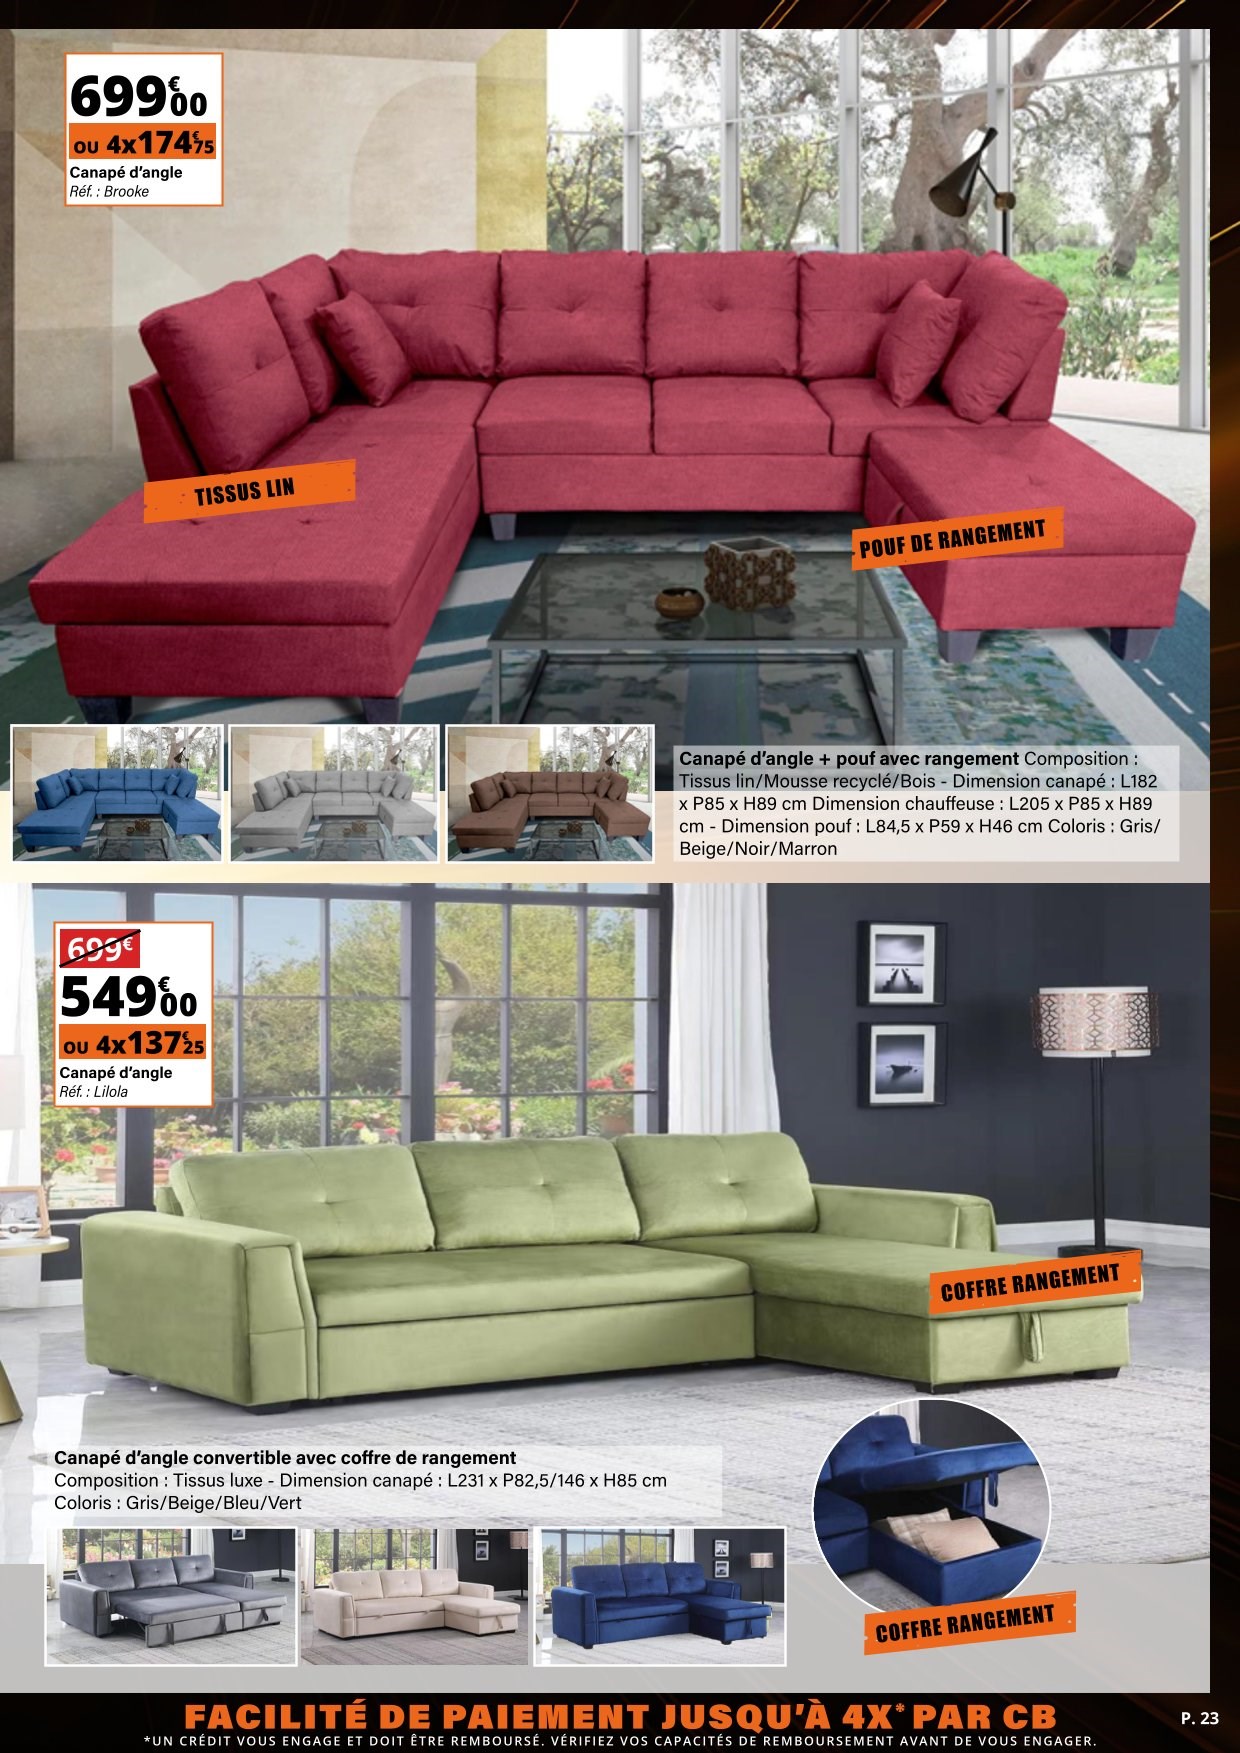 699€00
OU 4x174€75
Canapé d’angle
Réf. : Brooke
TISSUS LIN
POUF DE RANGEMENT
Canapé d’angle + pouf avec rangement Composition :
Tissus lin/Mousse recyclé/Bois - Dimension canapé : L182
x P85 x H89 cm Dimension chauffeuse : L205 x P85 x H89
cm - Dimension pouf : L84,5 x P59 x H46 cm Coloris : Gris/
Beige/Noir/Marron
699€
549€00
OU 4x137€25
Canapé d’angle
Réf. : Lilola
COFFRE RANGEMENT
Canapé d’angle convertible avec coffre de rangement
Composition : Tissus luxe - Dimension canapé : L231 x P82,5/146 x H85 cm
Coloris : Gris/Beige/Bleu/Vert
COFFRE RANGEMENT
FACILITÉ DE PAIEMENT JUSQU’À 4X* PAR CB
P. 23
*UN CRÉDIT VOUS ENGAGE ET DOIT ÊTRE REMBOURSÉ. VÉRIFIEZ VOS CAPACITÉS DE REMBOURSEMENT AVANT DE VOUS ENGAGER.